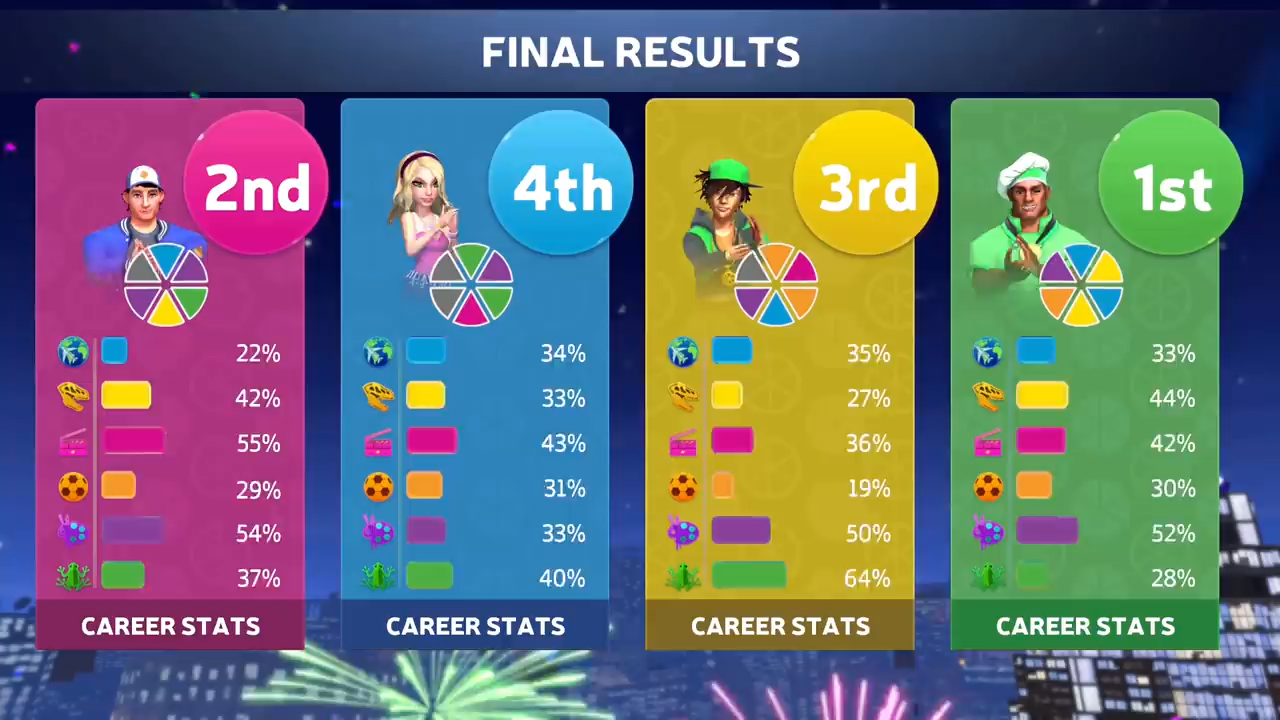 FINAL RESULTS
2nd
22%
42%
55%
29%
54%
37%
CAREER STATS
4th
34%
33%
43%
31%
33%
40%
CAREER STATS
3rd
35%
27%
36%
19%
50%
64%
CAREER STATS
1st
33%
44%
42%
30%
52%
28%
CAREER STATS